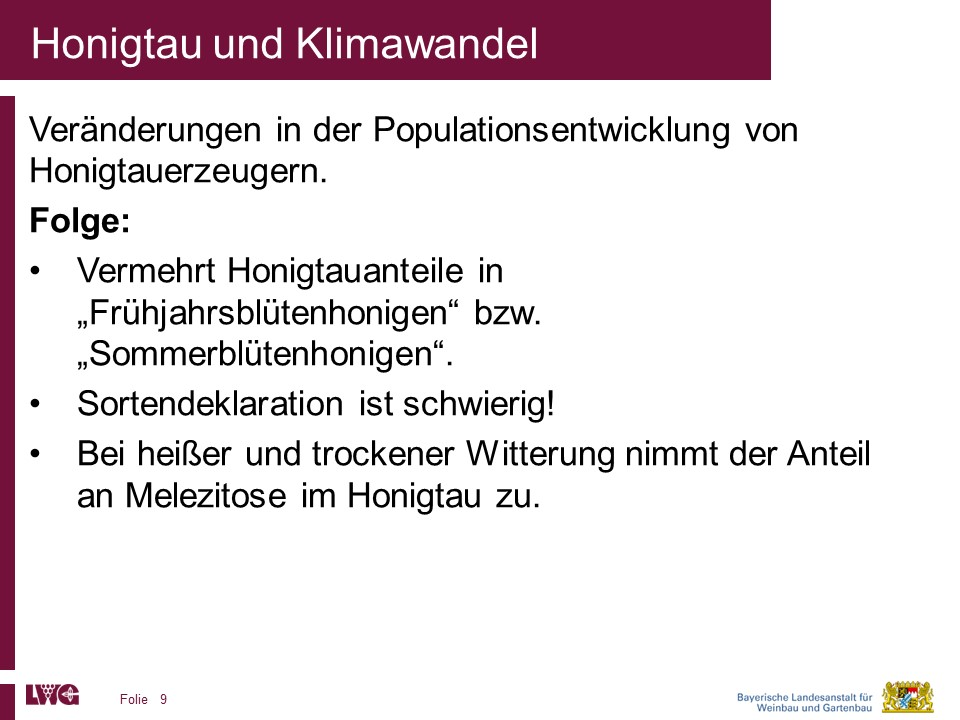 Honigtau und Klimawandel
Veränderungen in der Populationsentwicklung von
Honigtauerzeugern.
Folge:
• Vermehrt Honigtauanteile in
„Frühjahrsblütenhonigen“ bzw.
„Sommerblütenhonigen“.
• Sortendeklaration ist schwierig!
• Bei heißer und trockener Witterung nimmt der Anteil
an Melezitose im Honigtau zu.
LWG
Folie 9
Bayerische Landesanstalt für
Weinbau und Gartenbau